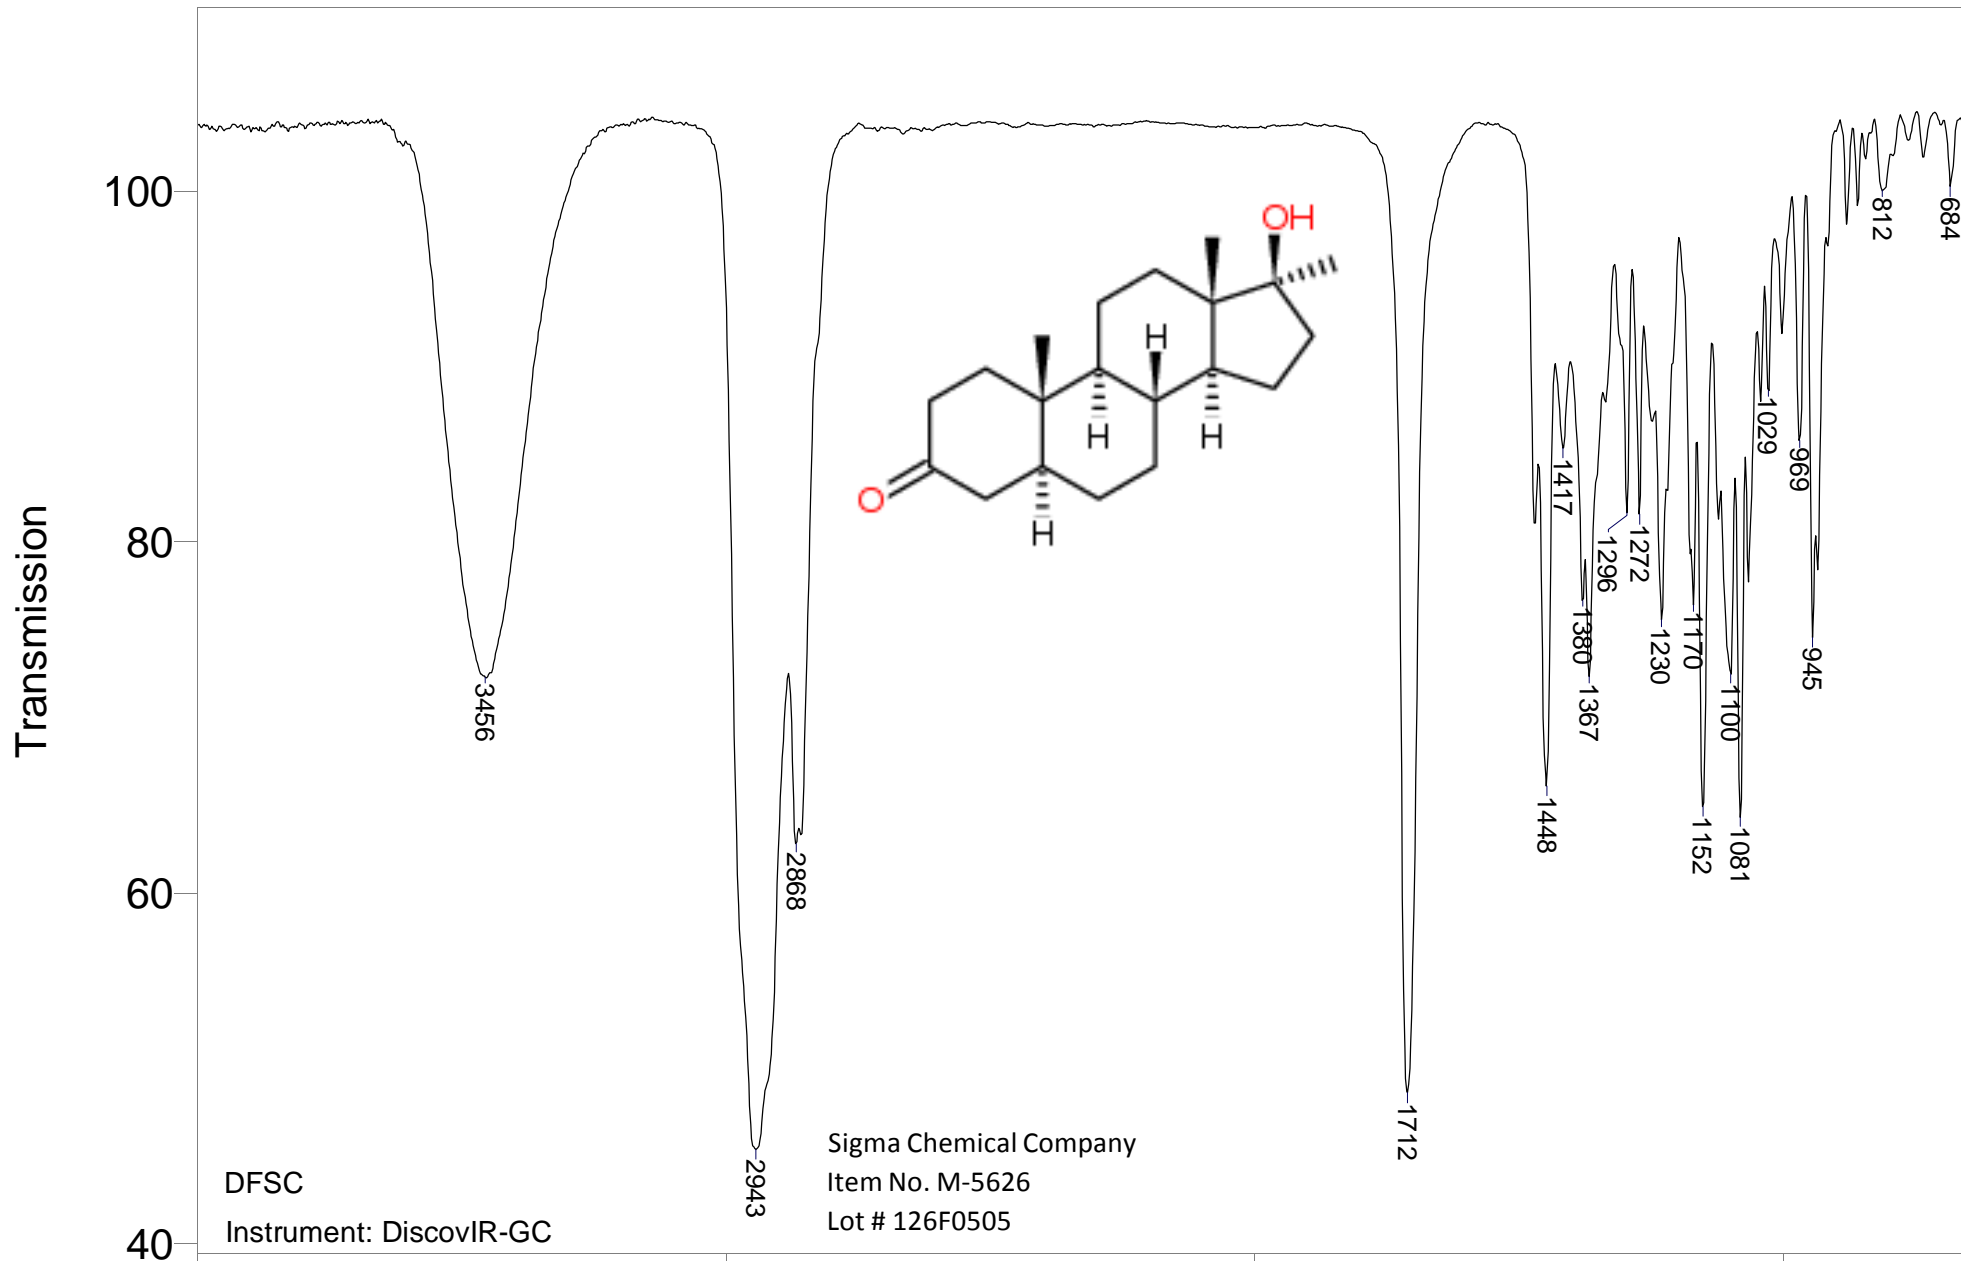 Transmission
100
80
60
40
OH
H
H
H
O
H
3456
2943
2868
1712
1448
1417
1380
1367
1296
1272
1230
1170
1152
1100
1081
1029
969
945
812
684
DFSC
Instrument: DiscovIR-GC
Sigma Chemical Company
Item No. M-5626
Lot # 126F0505